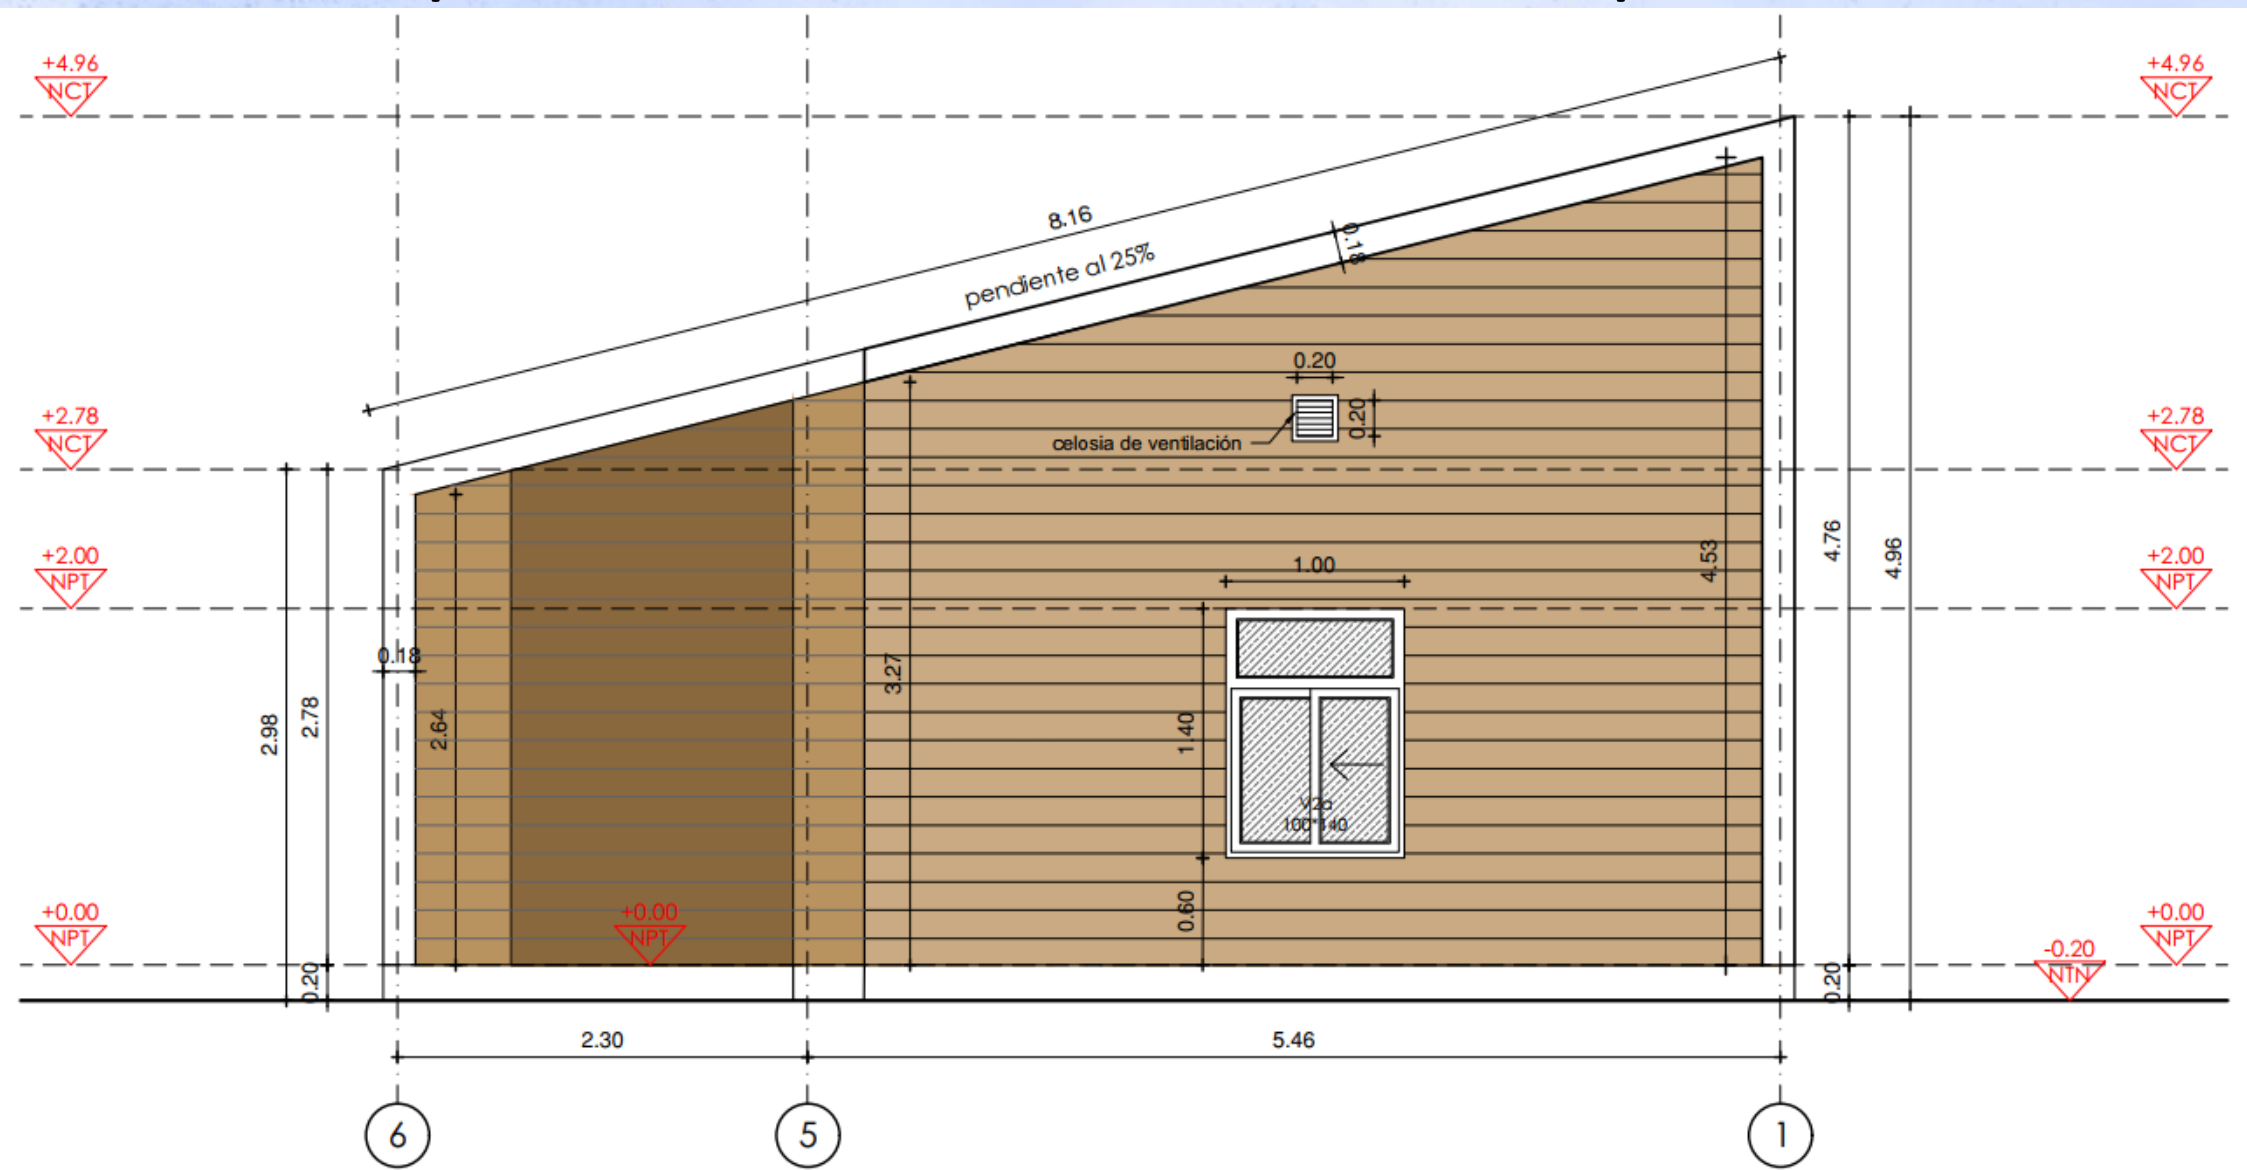 +4.96
NCT
+4.96
NCT
8.16
pendiente al 25%
0.18
0.20
0.20
celosia de ventilación
+2.78
NCT
+2.78
NCT
+2.00
NPT
+2.00
NPT
1.00
4.53
4.76
4.96
0.18
3.27
2.64
2.78
2.98
1.40
V2a
100*140
0.60
+0.00
NPT
+0.00
NPT
+0.00
NPT
-0.20
NTN
0.20
0.20
2.30
5.46
6
5
1